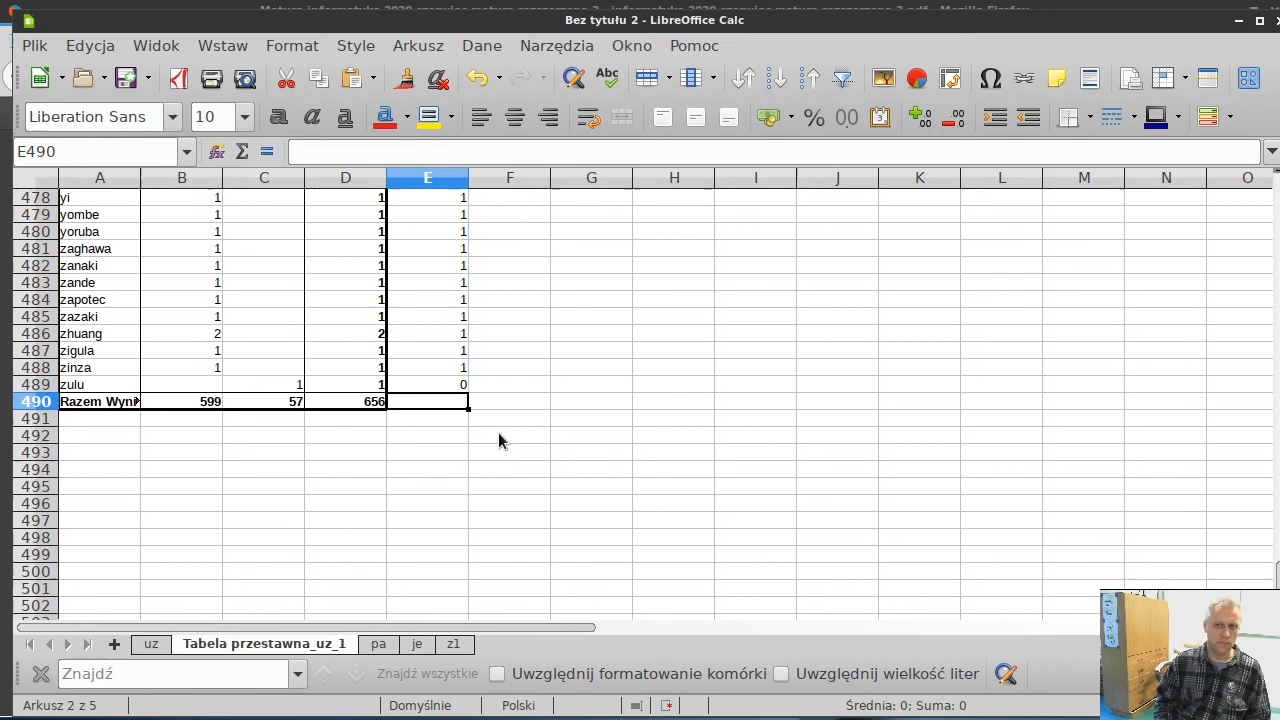 Bez tytułu 2 - LibreOffice Calc
Plik Edycja Widok Wstaw Format Style Arkusz Dane Narzędzia Okno Pomoc
Liberation Sans 10
E490
A B C D E F G H I J K L M N O
478 yi 1 1 1
479 yombe 1 1 1
480 yoruba 1 1 1
481 zaghawa 1 1 1
482 zanaki 1 1 1
483 zande 1 1 1
484 zapotec 1 1 1
485 zazaki 1 1 1
486 zhuang 2 2 1
487 zigula 1 1 1
488 zinza 1 1 1
489 zulu 1 1 0
490 Razem Wyni 599 57 656
491
492
493
494
495
496
497
498
499
500
501
502
uz Tabela przestawna_uz_1 pa je z1
Znajdź Znajdź wszystkie Uwzględnij formatowanie komórki Uwzględnij wielkość liter
Arkusz 2 z 5 Domyślnie Polski Średnia: 0; Suma: 0